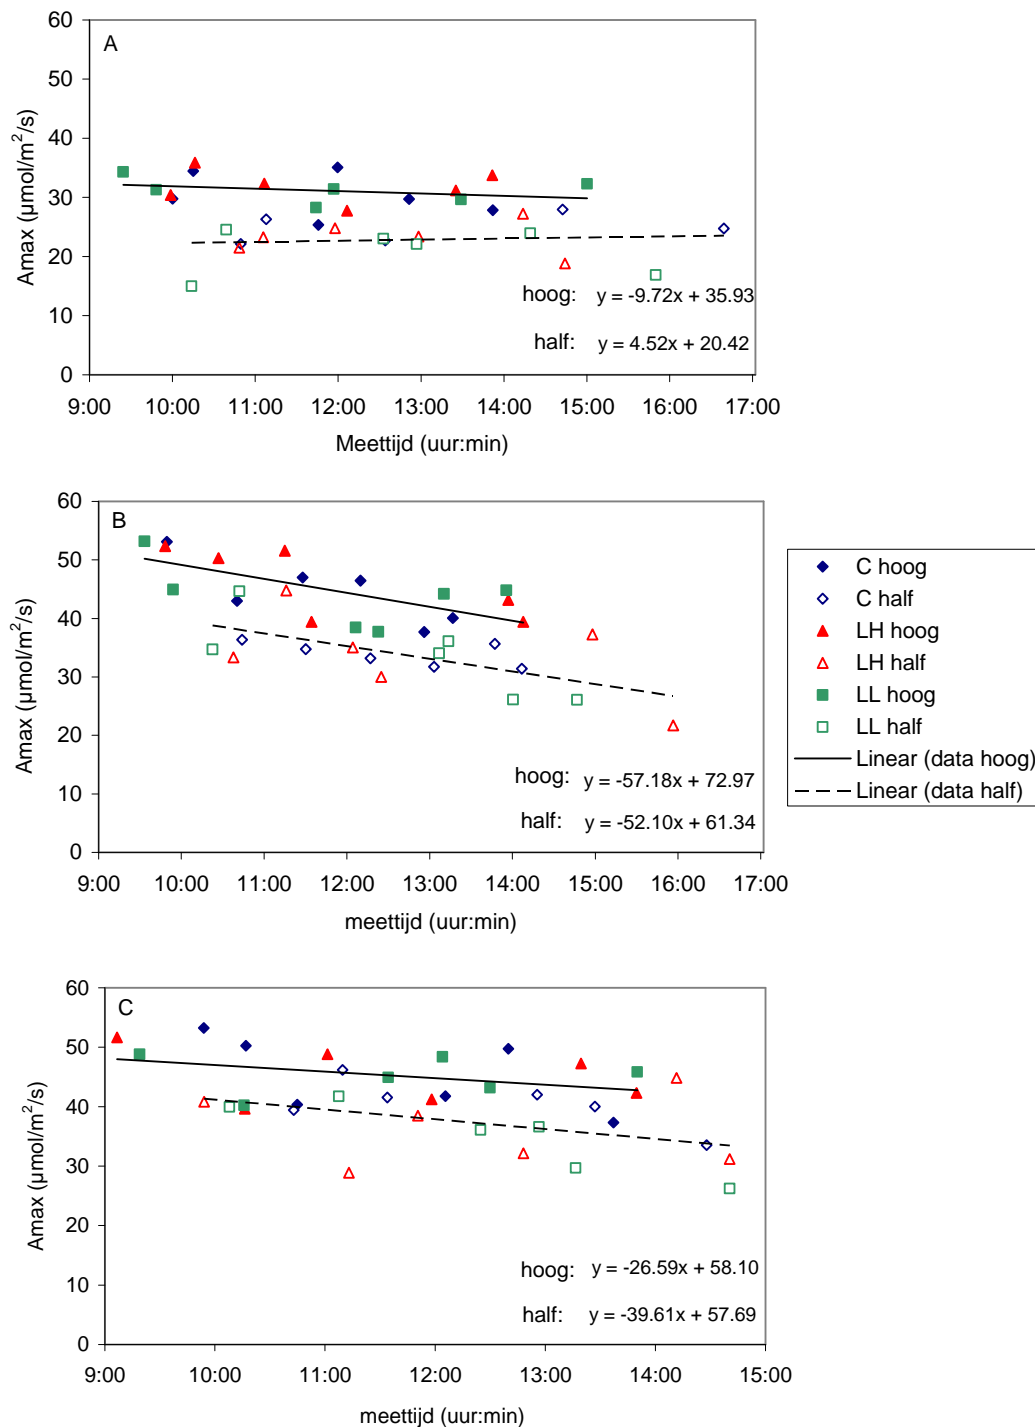 A
60
50
40
30
20
10
0
Amax (µmol/m²/s)
hoog: y = -9.72x + 35.93
half: y = 4.52x + 20.42
9:00 10:00 11:00 12:00 13:00 14:00 15:00 16:00 17:00
Meettijd (uur:min)
B
60
50
40
30
20
10
0
Amax (µmol/m²/s)
hoog: y = -57.18x + 72.97
half: y = -52.10x + 61.34
9:00 10:00 11:00 12:00 13:00 14:00 15:00 16:00 17:00
meettijd (uur:min)
C hoog
C half
LH hoog
LH half
LL hoog
LL half
Linear (data hoog)
Linear (data half)
C
60
50
40
30
20
10
0
Amax (µmol/m²/s)
hoog: y = -26.59x + 58.10
half: y = -39.61x + 57.69
9:00 10:00 11:00 12:00 13:00 14:00 15:00
meettijd (uur:min)